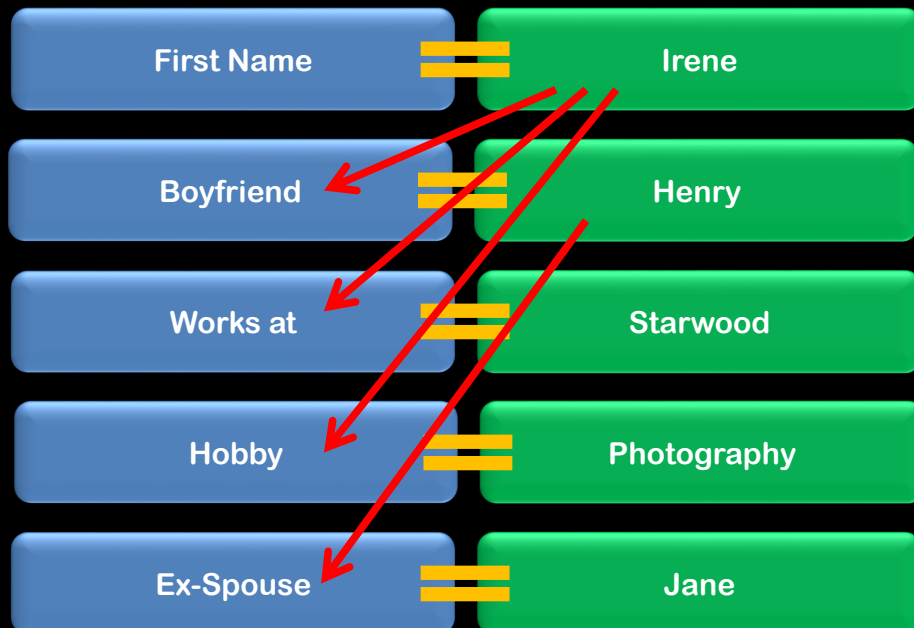 First Name
Irene
Boyfriend
Henry
Works at
Starwood
Hobby
Photography
Ex-Spouse
Jane